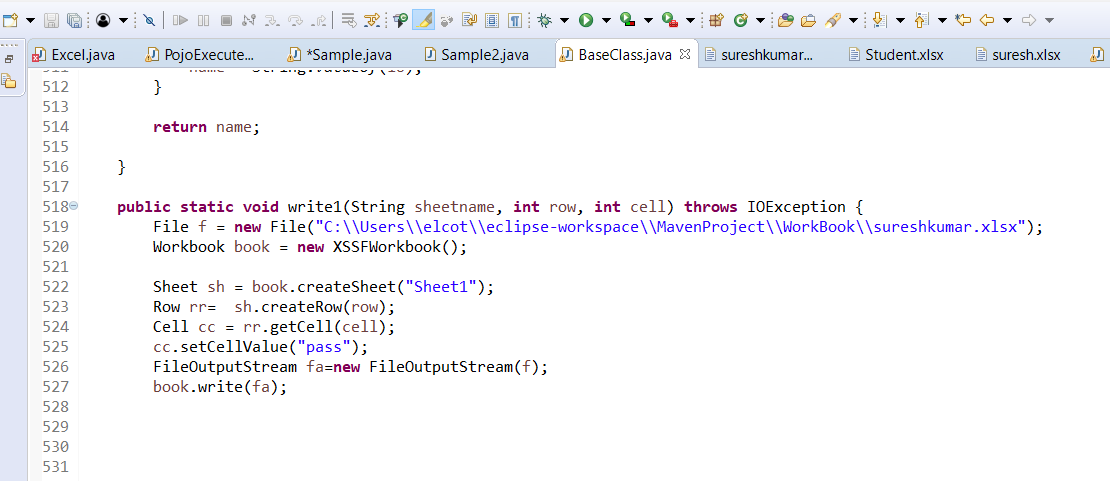 Excel.java PojoExecute... *Sample.java Sample2.java BaseClass.java sureshkumar... Student.xlsx suresh.xlsx
512 }
513
514 return name;
515
516 }
517
518 public static void write1(String sheetname, int row, int cell) throws IOException {
519 File f = new File("C:\\Users\\elcot\\eclipse-workspace\\MavenProject\\WorkBook\\sureshkumar.xlsx");
520 Workbook book = new XSSFWorkbook();
521
522 Sheet sh = book.createSheet("Sheet1");
523 Row rr=  sh.createRow(row);
524 Cell cc = rr.getCell(cell);
525 cc.setCellValue("pass");
526 FileOutputStream fa=new FileOutputStream(f);
527 book.write(fa);
528
529
530
531